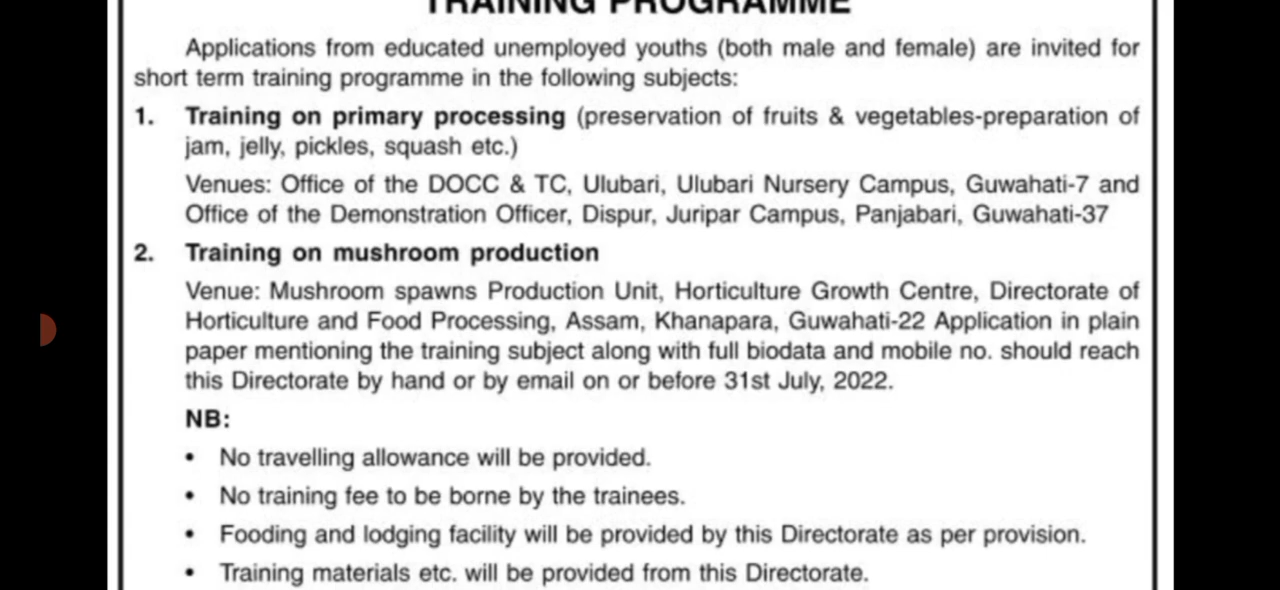 TRAINING PROGRAMME
Applications from educated unemployed youths (both male and female) are invited for
short term training programme in the following subjects:
1. Training on primary processing (preservation of fruits & vegetables-preparation of
jam, jelly, pickles, squash etc.)
Venues: Office of the DOCC & TC, Ulubari, Ulubari Nursery Campus, Guwahati-7 and
Office of the Demonstration Officer, Dispur, Juripar Campus, Panjabari, Guwahati-37
2. Training on mushroom production
Venue: Mushroom spawns Production Unit, Horticulture Growth Centre, Directorate of
Horticulture and Food Processing, Assam, Khanapara, Guwahati-22 Application in plain
paper mentioning the training subject along with full biodata and mobile no. should reach
this Directorate by hand or by email on or before 31st July, 2022.
NB:
• No travelling allowance will be provided.
• No training fee to be borne by the trainees.
• Fooding and lodging facility will be provided by this Directorate as per provision.
• Training materials etc. will be provided from this Directorate.